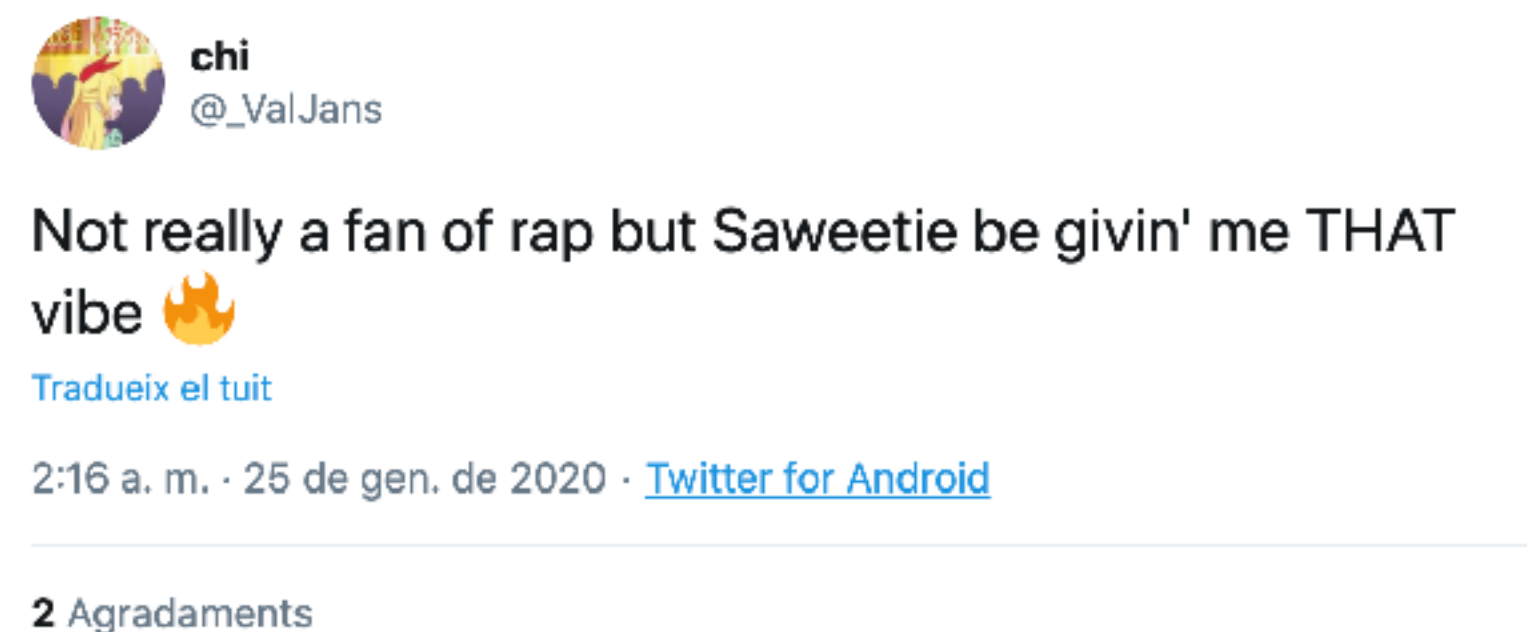 chi
@_ValJans
Not really a fan of rap but Saweetie be givin' me THAT
vibe 🔥
Tradueix el tuit
2:16 a. m. · 25 de gen. de 2020 · Twitter for Android
2 Agradaments